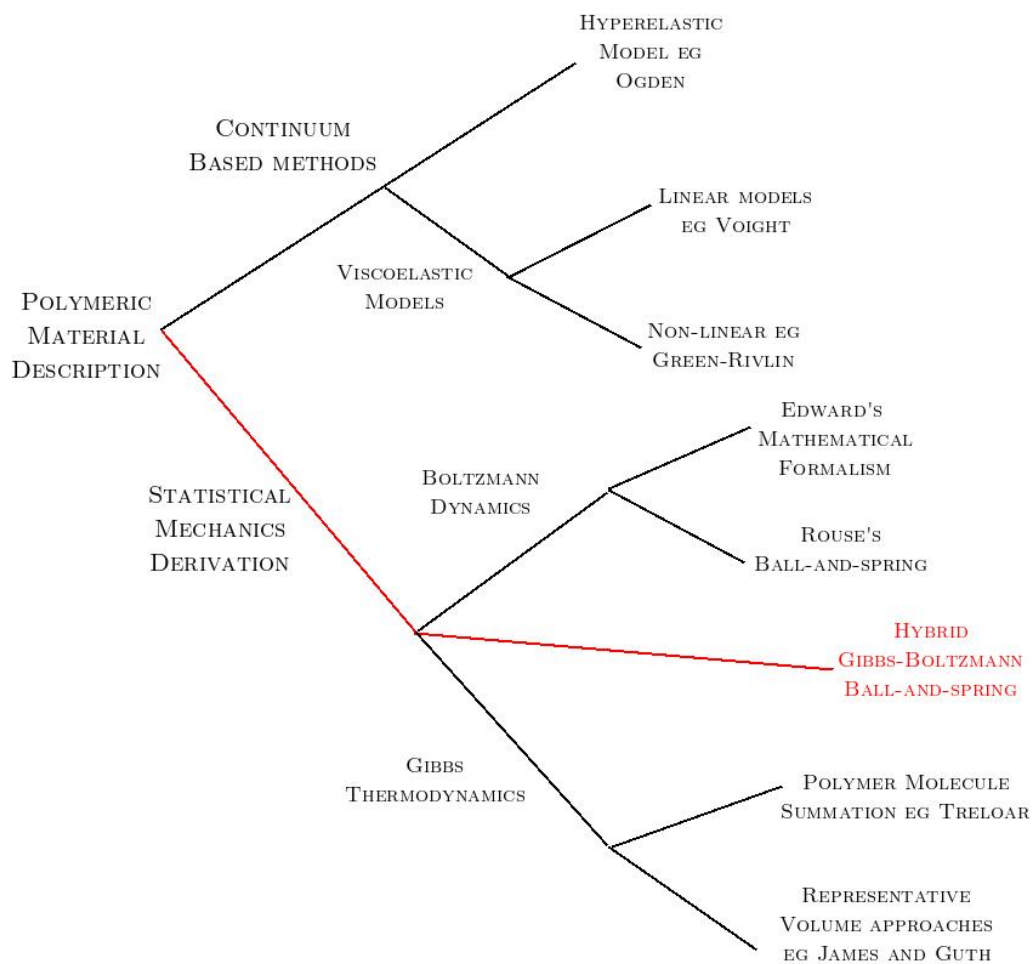 Hyperelastic
Model eg
Ogden
Continuum
Based methods
Linear models
eg Voight
Viscoelastic
Models
Polymeric
Material
Description
Non-linear eg
Green-Rivlin
Edward's
Mathematical
Formalism
Boltzmann
Dynamics
Statistical
Mechanics
Derivation
Rouse's
Ball-and-spring
Hybrid
Gibbs-Boltzmann
Ball-and-spring
Gibbs
Thermodynamics
Polymer Molecule
Summation eg Treloar
Representative
Volume approaches
eg James and Guth